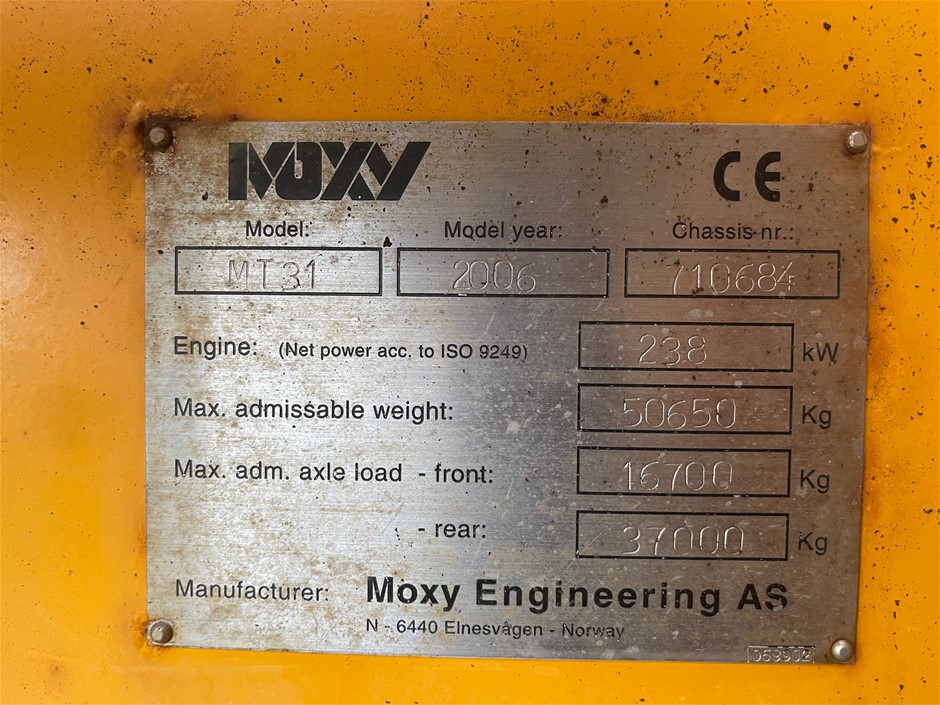 MOXY CE
Model: Model year: Chassis nr.:
MT31 2006 710684
Engine: (Net power acc. to ISO 9249) 238 kW
Max. admissable weight: 50650 Kg
Max. adm. axle load - front: 16700 Kg
- rear: 37000 Kg
Manufacturer: Moxy Engineering AS
N - 6440 Elnesvågen - Norway
059902